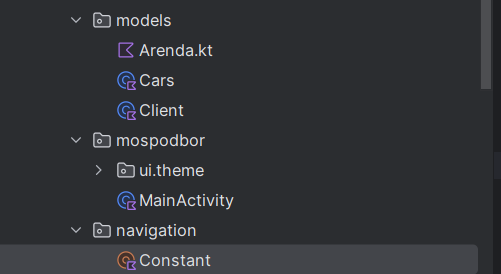 models
Arenda.kt
Cars
Client
mospodbor
ui.theme
MainActivity
navigation
Constant